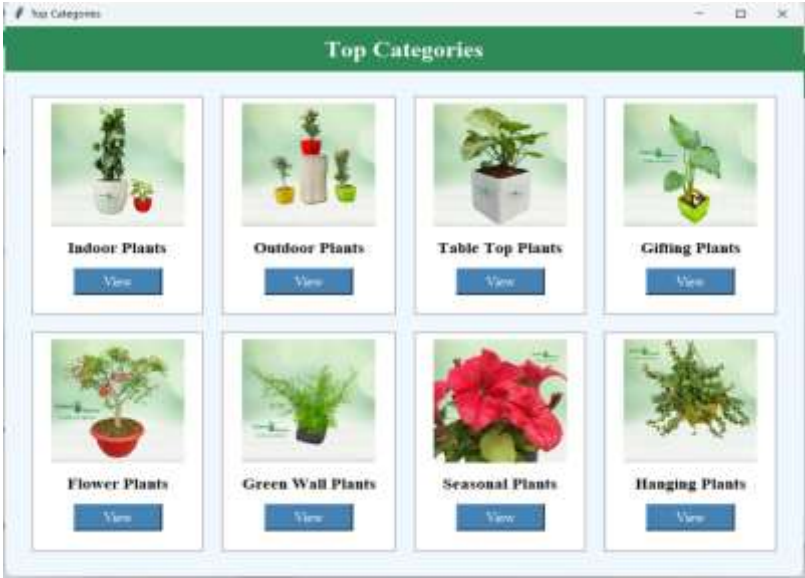 Top Categories
Top Categories
Indoor Plants
Outdoor Plants
Table Top Plants
Gifting Plants
View
View
View
View
Flower Plants
Green Wall Plants
Seasonal Plants
Hanging Plants
View
View
View
View